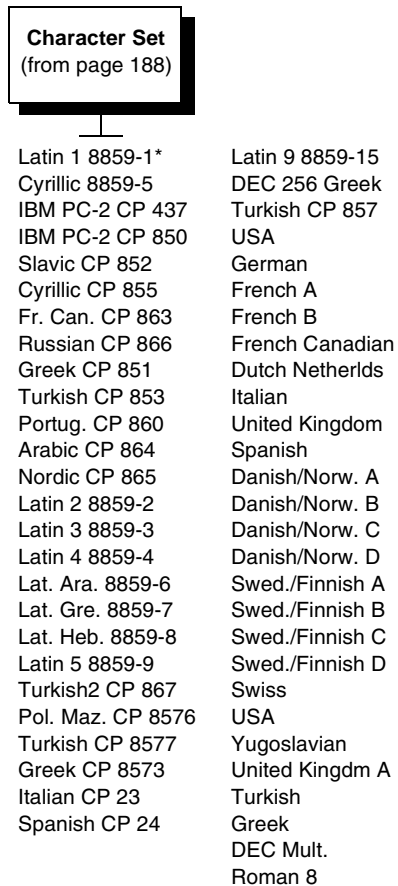 Character Set
(from page 188)
Latin 1 8859-1*
Cyrillic 8859-5
IBM PC-2 CP 437
IBM PC-2 CP 850
Slavic CP 852
Cyrillic CP 855
Fr. Can. CP 863
Russian CP 866
Greek CP 851
Turkish CP 853
Portug. CP 860
Arabic CP 864
Nordic CP 865
Latin 2 8859-2
Latin 3 8859-3
Latin 4 8859-4
Lat. Ara. 8859-6
Lat. Gre. 8859-7
Lat. Heb. 8859-8
Latin 5 8859-9
Turkish2 CP 867
Pol. Maz. CP 8576
Turkish CP 8577
Greek CP 8573
Italian CP 23
Spanish CP 24
Latin 9 8859-15
DEC 256 Greek
Turkish CP 857
USA
German
French A
French B
French Canadian
Dutch Netherlds
Italian
United Kingdom
Spanish
Danish/Norw. A
Danish/Norw. B
Danish/Norw. C
Danish/Norw. D
Swed./Finnish A
Swed./Finnish B
Swed./Finnish C
Swed./Finnish D
Swiss
USA
Yugoslavian
United Kingdm A
Turkish
Greek
DEC Mult.
Roman 8